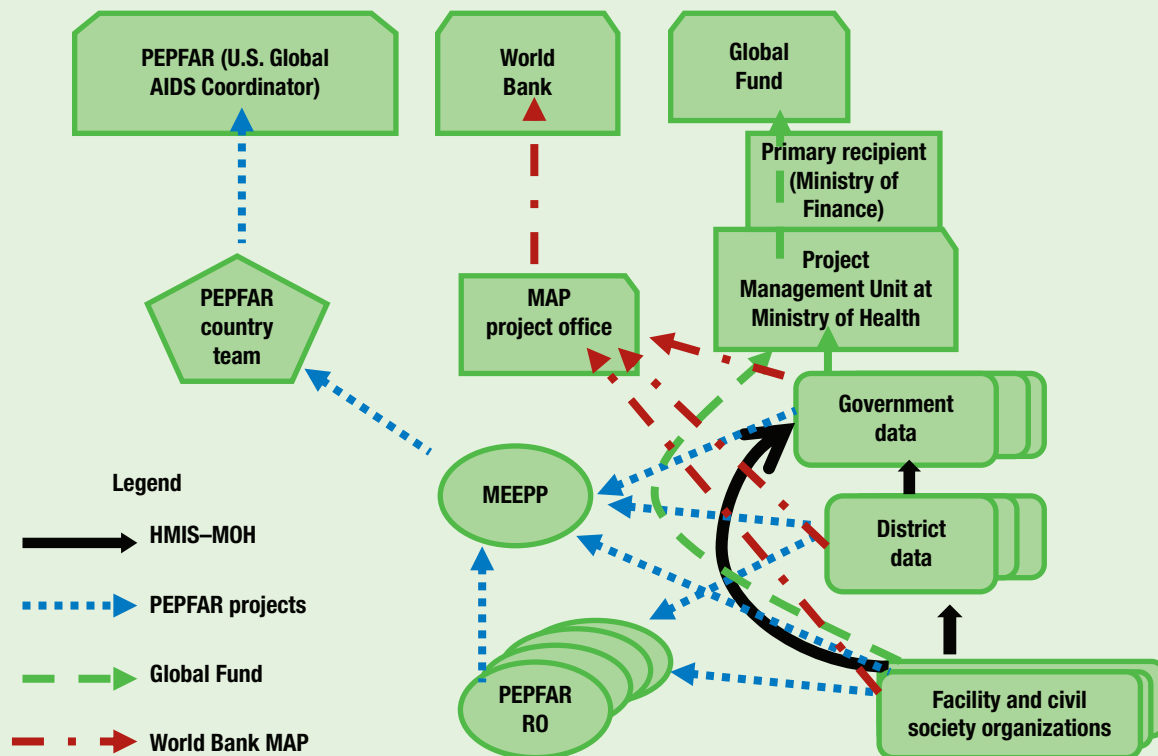 PEPFAR (U.S. Global
AIDS Coordinator)
World
Bank
Global
Fund
Primary recipient
(Ministry of
Finance)
Project
Management Unit at
Ministry of Health
PEPFAR
country
team
MAP
project office
Government
data
MEEPP
District
data
PEPFAR
RO
Facility and civil
society organizations
Legend
HMIS–MOH
PEPFAR projects
Global Fund
World Bank MAP